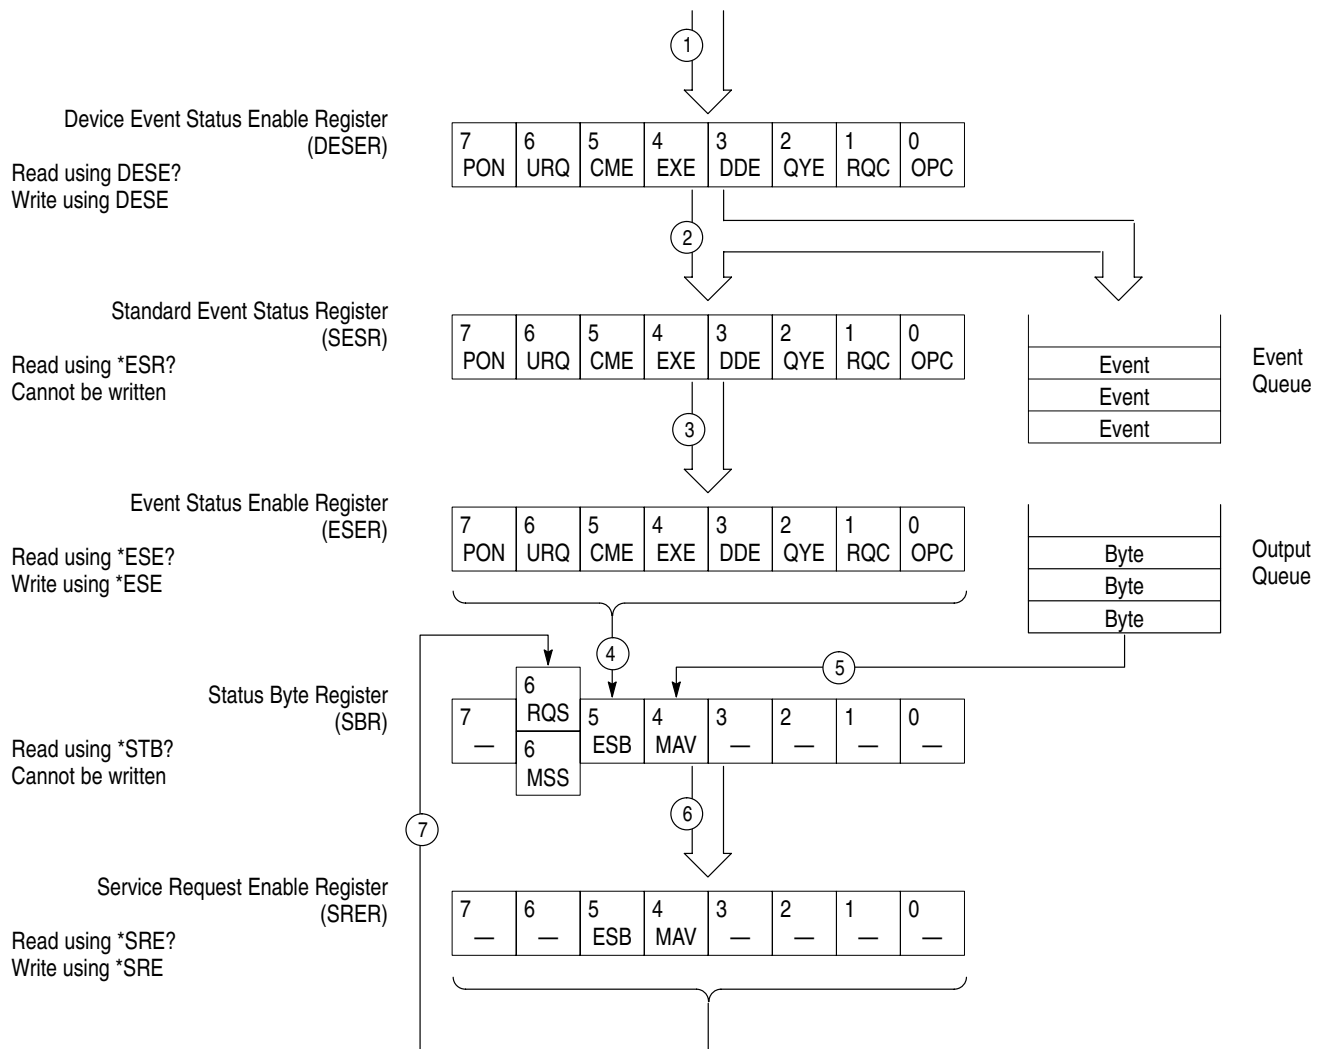 1
Device Event Status Enable Register
(DESER)
Read using DESE?
Write using DESE
7 6 5 4 3 2 1 0
PON URQ CME EXE DDE QYE RQC OPC
2
Standard Event Status Register
(SESR)
Read using *ESR?
Cannot be written
7 6 5 4 3 2 1 0
PON URQ CME EXE DDE QYE RQC OPC
Event
Event
Event
Event
Queue
3
Event Status Enable Register
(ESER)
Read using *ESE?
Write using *ESE
7 6 5 4 3 2 1 0
PON URQ CME EXE DDE QYE RQC OPC
Byte
Byte
Byte
Output
Queue
4
5
Status Byte Register
(SBR)
Read using *STB?
Cannot be written
6
RQS
7 5 4 3 2 1 0
— ESB MAV — — — —
6
MSS
6
7
Service Request Enable Register
(SRER)
Read using *SRE?
Write using *SRE
7 6 5 4 3 2 1 0
— — ESB MAV — — — —